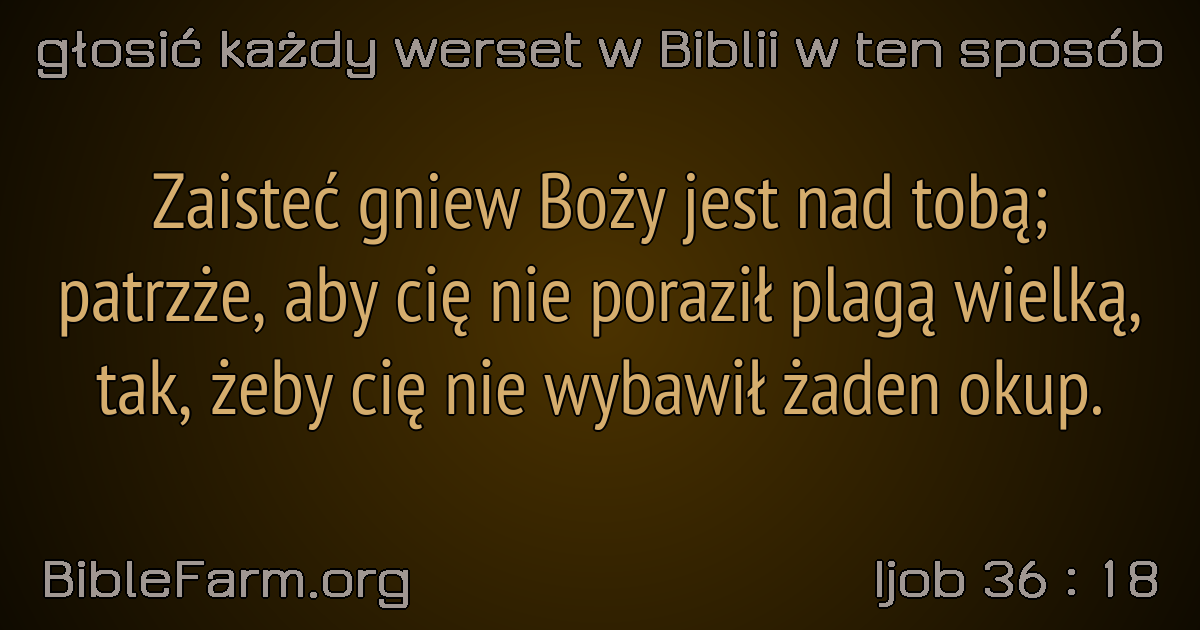 głosić każdy werset w Biblii w ten sposób
Zaisteć gniew Boży jest nad tobą;
patrzże, aby cię nie poraził plagą wielką,
tak, żeby cię nie wybawił żaden okup.
BibleFarm.org
Ijob 36 : 18